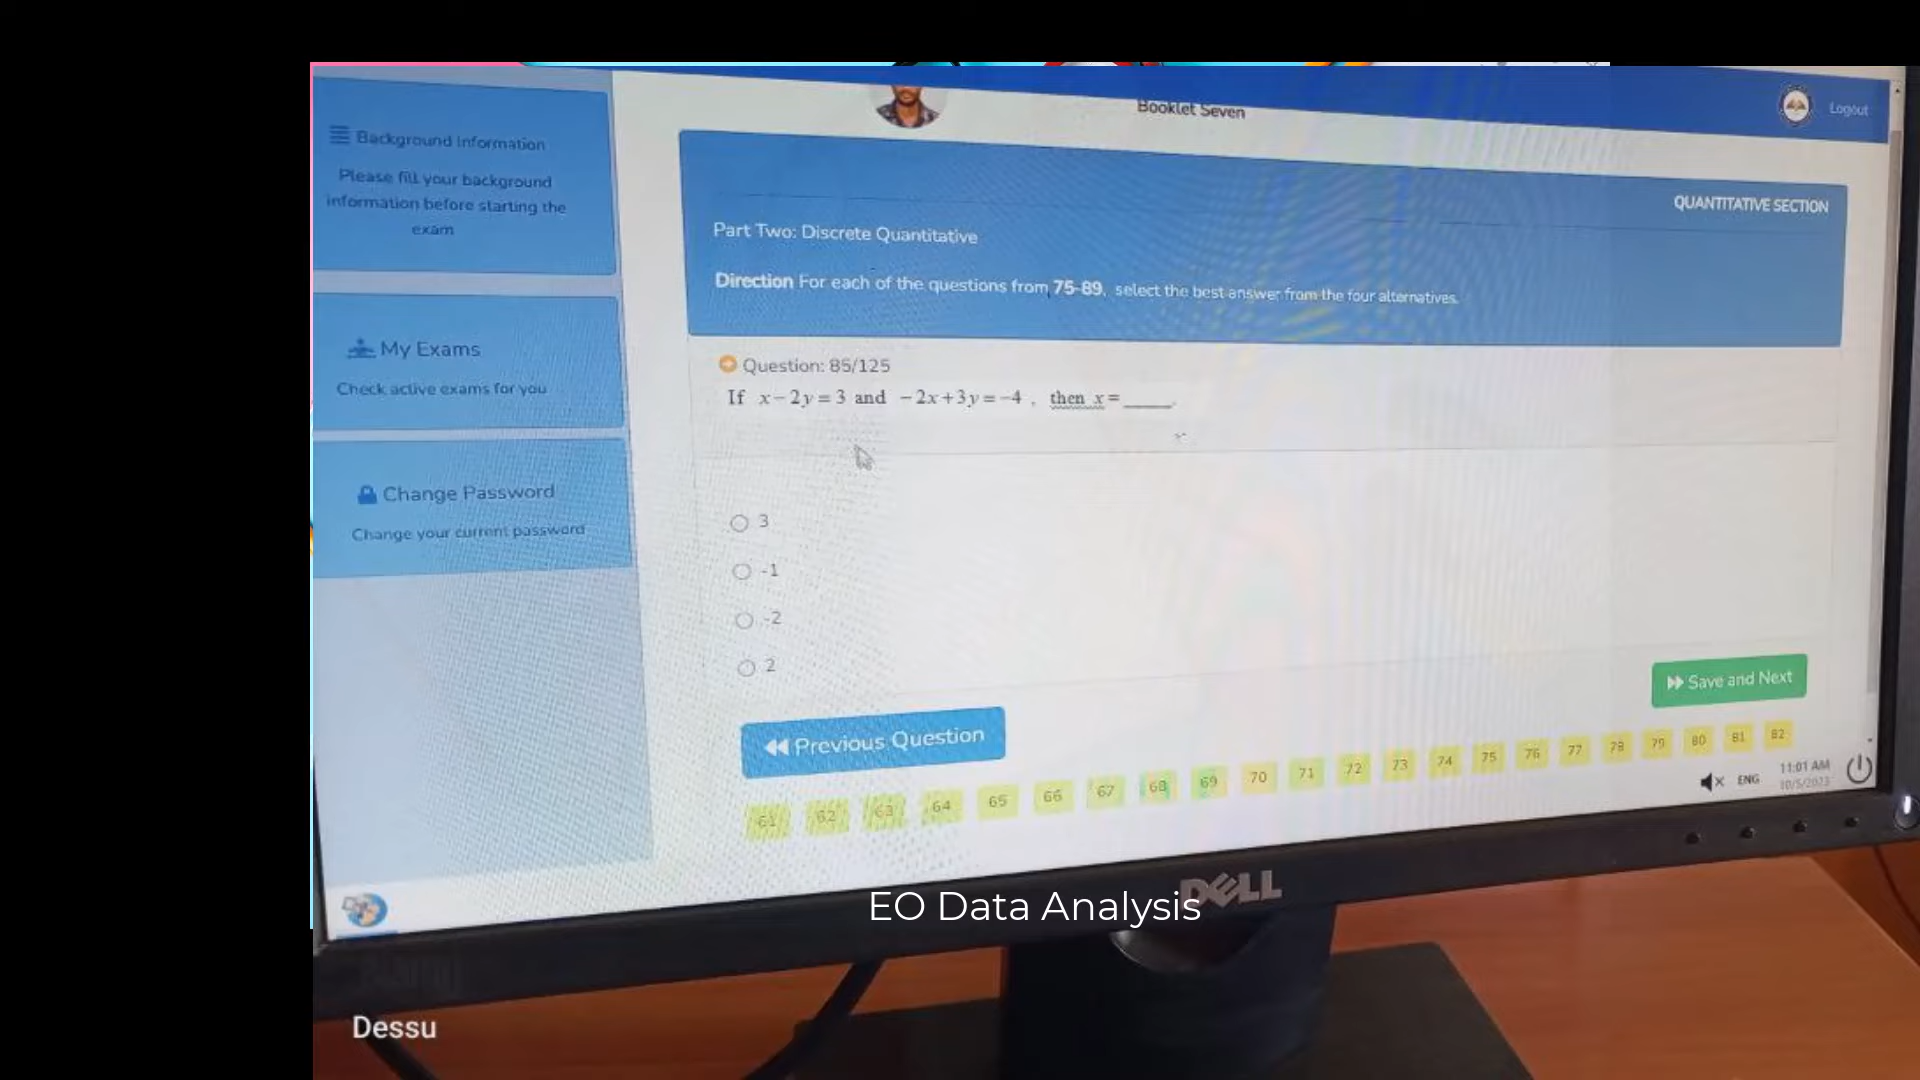 Booklet Seven
Logout
Background Information
Please fill your background
information before starting the
exam
My Exams
Check active exams for you
Change Password
Change your current password
QUANTITATIVE SECTION
Part Two: Discrete Quantitative
Direction For each of the questions from 75-89, select the best answer from the four alternatives.
Question: 85/125
If x-2y=3 and -2x+3y=-4 , then x=_____.
3
-1
-2
2
Save and Next
Previous Question
61 62 63 64 65 66 67 68 69 70 71 72 73 74 75 76 77 78 79 80 81 82
ENG
11:01 AM
10/5/2023
DELL
EO Data Analysis
Dessu